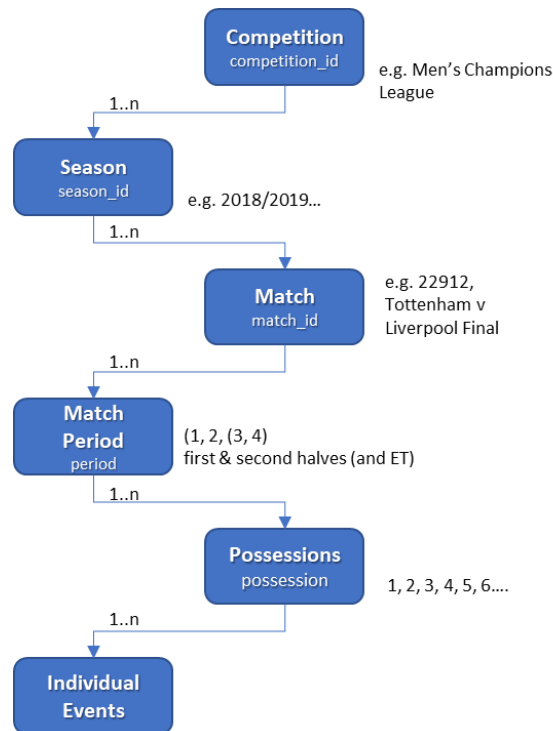 Competition
competition_id
e.g. Men’s Champions
League
1..n
Season
season_id
e.g. 2018/2019…
1..n
Match
match_id
e.g. 22912,
Tottenham v
Liverpool Final
1..n
Match
Period
period
(1, 2, (3, 4)
first & second halves (and ET)
1..n
Possessions
possession
1, 2, 3, 4, 5, 6….
1..n
Individual
Events